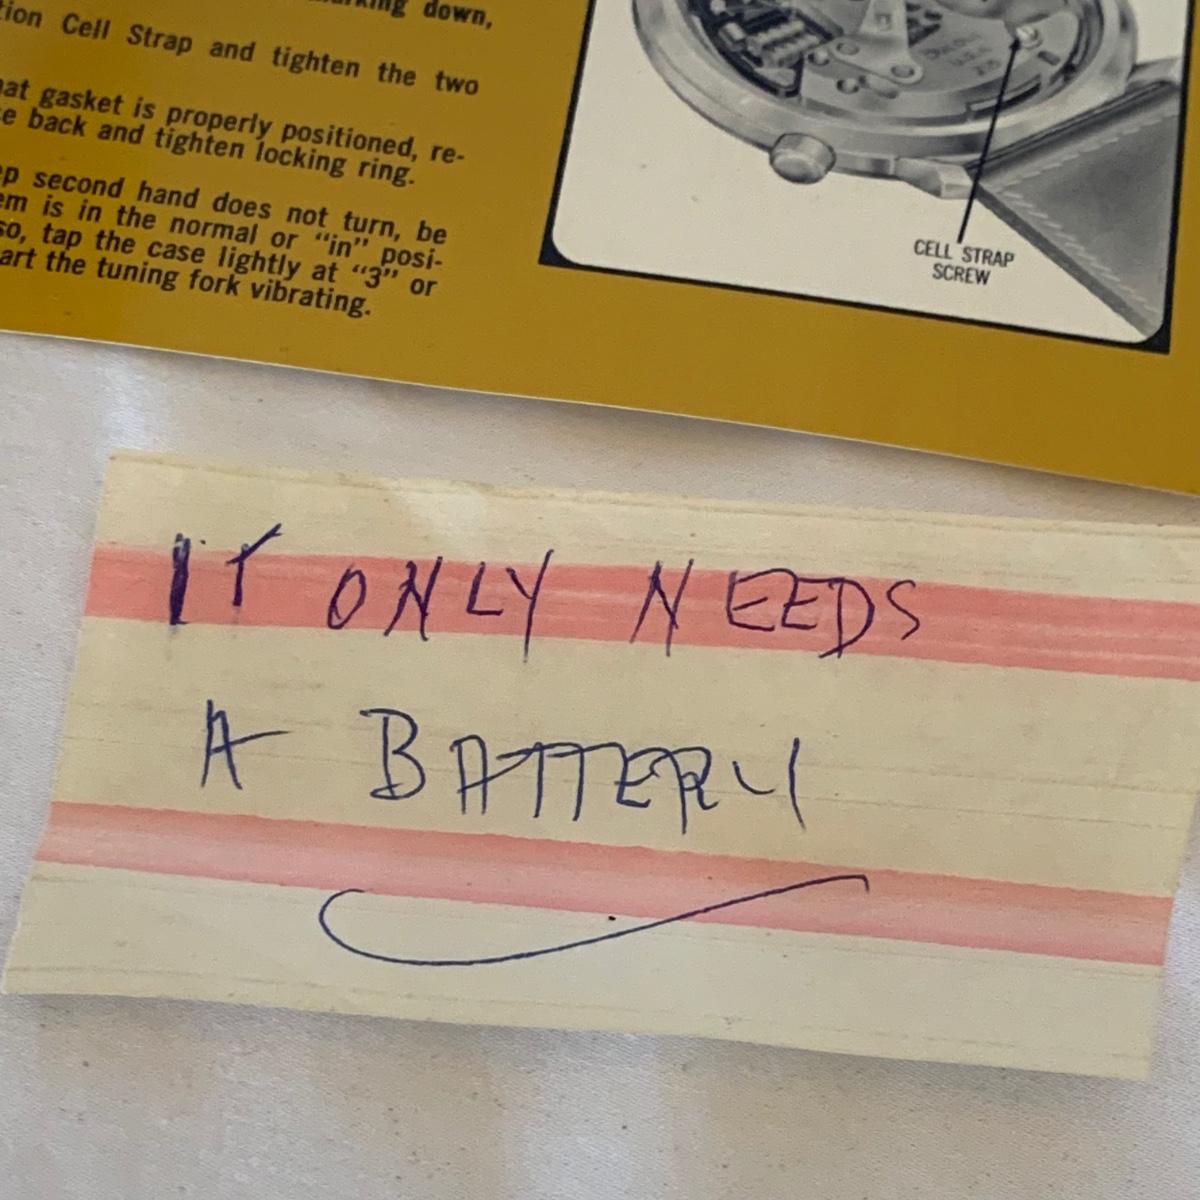 down,
tion Cell Strap and tighten the two
at gasket is properly positioned, re-
e back and tighten locking ring.
p second hand does not turn, be
em is in the normal or “in” posi-
so, tap the case lightly at “3” or
art the tuning fork vibrating.
CELL STRAP
SCREW
IT ONLY NEEDS
A BATTERY